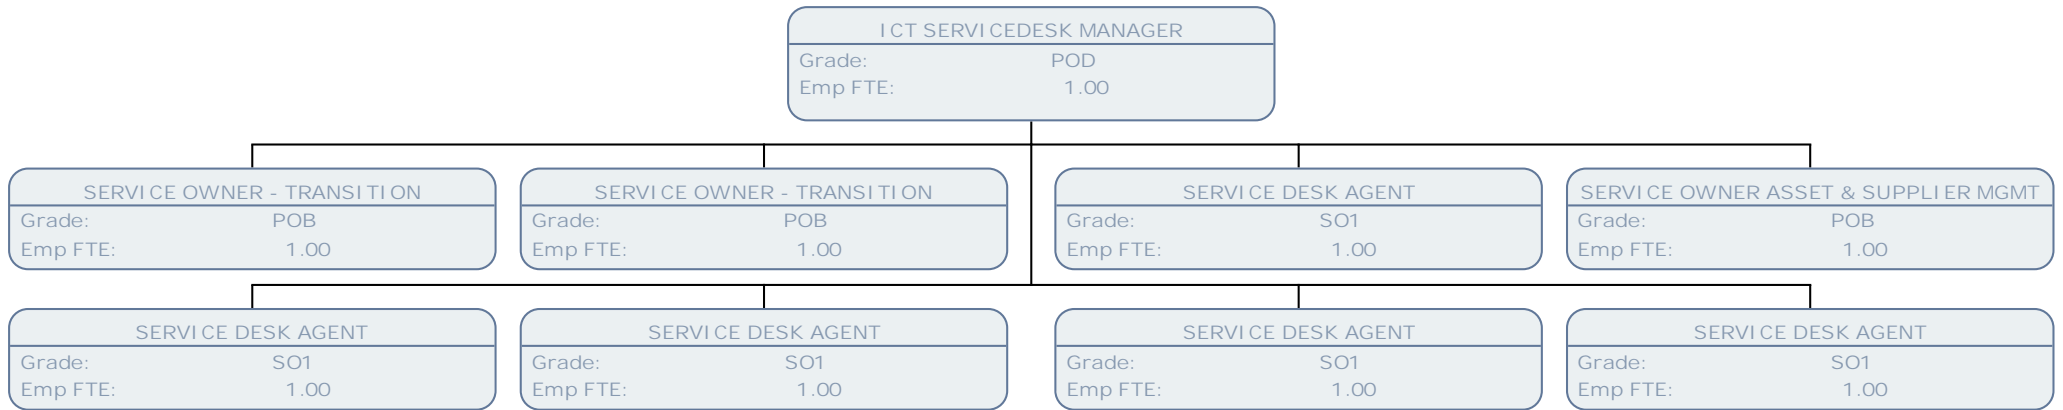 ICT SERVICEDESK MANAGER
Grade: POD
Emp FTE: 1.00
SERVICE OWNER - TRANSITION
Grade: POB
Emp FTE: 1.00
SERVICE OWNER - TRANSITION
Grade: POB
Emp FTE: 1.00
SERVICE DESK AGENT
Grade: SO1
Emp FTE: 1.00
SERVICE OWNER ASSET & SUPPLIER MGMT
Grade: POB
Emp FTE: 1.00
SERVICE DESK AGENT
Grade: SO1
Emp FTE: 1.00
SERVICE DESK AGENT
Grade: SO1
Emp FTE: 1.00
SERVICE DESK AGENT
Grade: SO1
Emp FTE: 1.00
SERVICE DESK AGENT
Grade: SO1
Emp FTE: 1.00